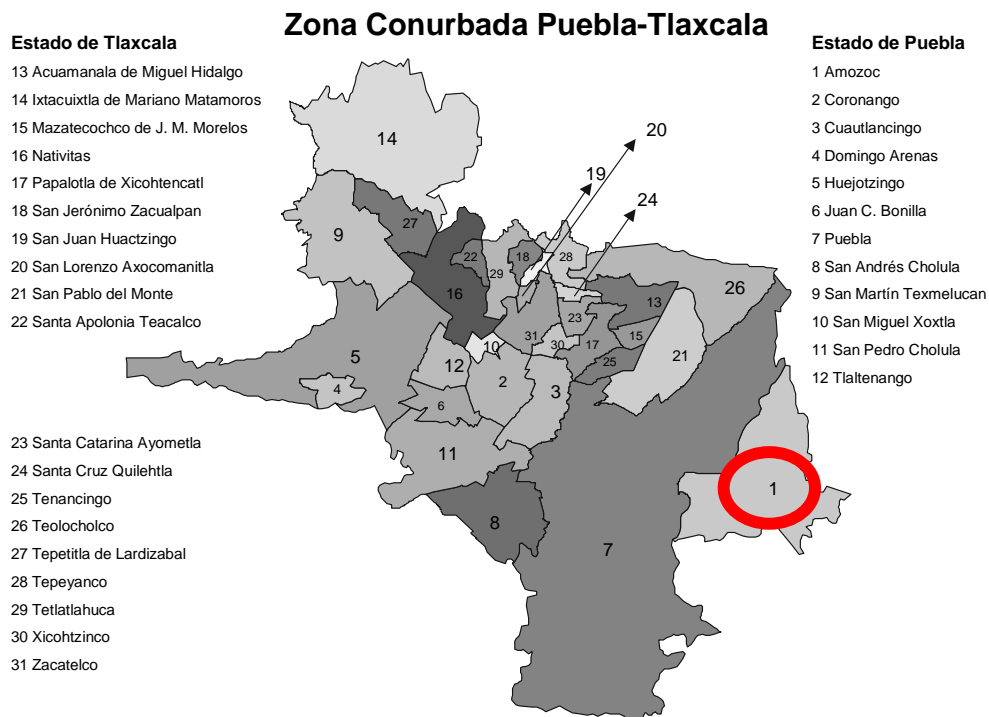 Zona Conurbada Puebla-Tlaxcala
Estado de Tlaxcala
13 Acuamanala de Miguel Hidalgo
14 Ixtacuixtla de Mariano Matamoros
15 Mazatecochco de J. M. Morelos
16 Nativitas
17 Papalotla de Xicohtencatl
18 San Jerónimo Zacualpan
19 San Juan Huactzingo
20 San Lorenzo Axocomanitla
21 San Pablo del Monte
22 Santa Apolonia Teacalco
23 Santa Catarina Ayometla
24 Santa Cruz Quilehtla
25 Tenancingo
26 Teolocholco
27 Tepetitla de Lardizabal
28 Tepeyanco
29 Tetlatlahuca
30 Xicohtzinco
31 Zacatelco
Estado de Puebla
1 Amozoc
2 Coronango
3 Cuautlancingo
4 Domingo Arenas
5 Huejotzingo
6 Juan C. Bonilla
7 Puebla
8 San Andrés Cholula
9 San Martín Texmelucan
10 San Miguel Xoxtla
11 San Pedro Cholula
12 Tlaltenango
20
14
19
24
27
9
22
29
18
28
16
26
13
23
31
15
10
30
17
21
5
12
25
4
2
3
6
11
1
8
7